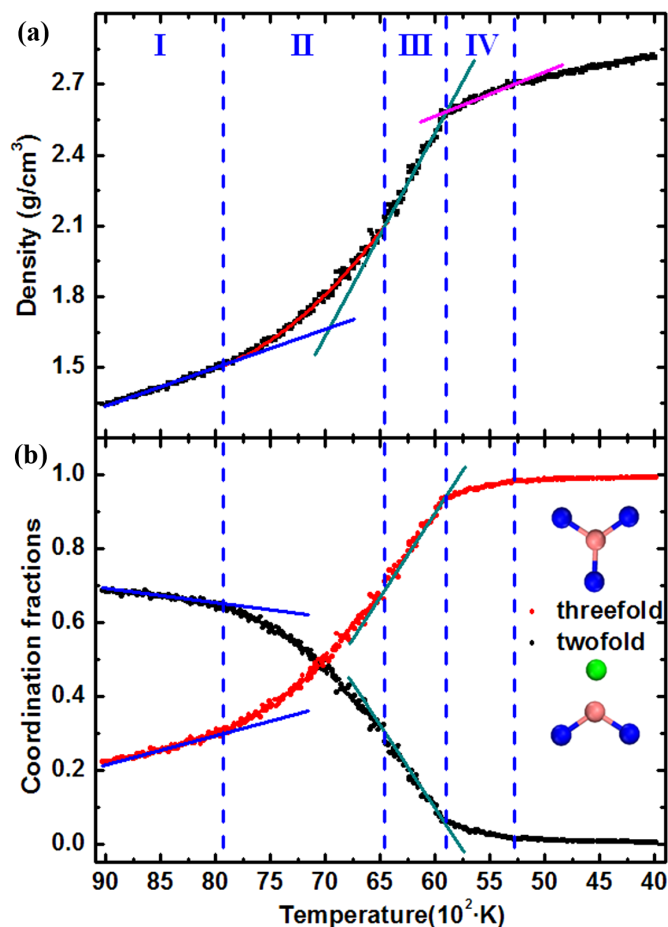 (a)
I II III IV
2.7
2.4
2.1
1.8
1.5
Density (g/cm³)
(b)
1.0
0.8
0.6
0.4
0.2
0.0
Coordination fractions
threefold
twofold
90 85 80 75 70 65 60 55 50 45 40
Temperature(10²·K)